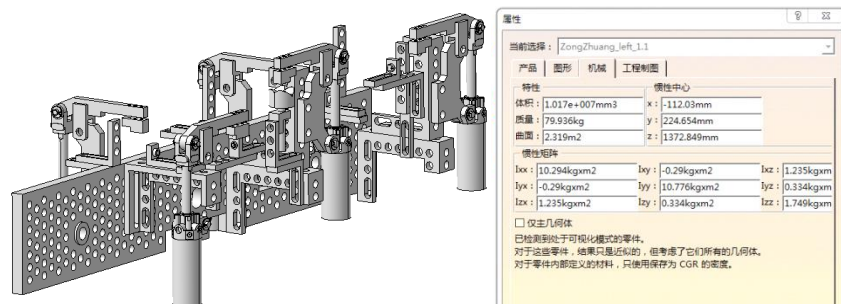 属性
当前选择： ZongZhuang_left_1.1
产品 图形 机械 工程制图
特性 惯性中心
体积： 1.017e+007mm3 x： -112.03mm
质量： 79.936kg y： 224.654mm
曲面： 2.319m2 z： 1372.849mm
惯性矩阵
Ixx： 10.294kgxm2 Ixy： -0.29kgxm2 Ixz： 1.235kgxm
Iyx： -0.29kgxm2 Iyy： 10.776kgxm2 Iyz： 0.334kgxm
Izx： 1.235kgxm2 Izy： 0.334kgxm2 Izz： 1.749kgxm
仅主几何体
已检测到处于可视化模式的零件。
对于这些零件，结果只是近似的，但考虑了它们所有的几何体。
对于零件内部定义的材料，只使用保存为 CGR 的密度。